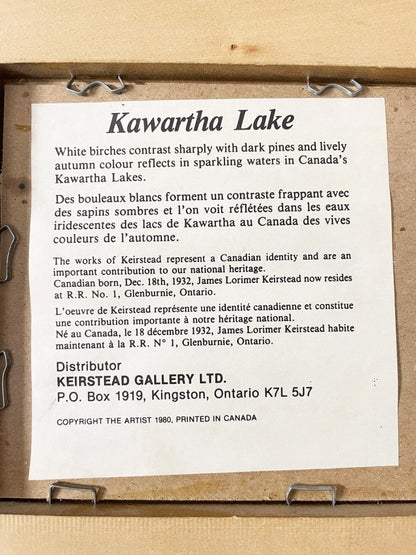 Kawartha Lake
White birches contrast sharply with dark pines and lively
autumn colour reflects in sparkling waters in Canada's
Kawartha Lakes.
Des bouleaux blancs forment un contraste frappant avec
des sapins sombres et l'on voit réflétées dans les eaux
iridescentes des lacs de Kawartha au Canada des vives
couleurs de l'automne.
The works of Keirstead represent a Canadian identity and are an
important contribution to our national heritage.
Canadian born, Dec. 18th, 1932, James Lorimer Keirstead now resides
at R.R. No. 1, Glenburnie, Ontario.
L'oeuvre de Keirstead représente une identité canadienne et constitue
une contribution importante à notre héritage national.
Né au Canada, le 18 décembre 1932, James Lorimer Keirstead habite
maintenant à la R.R. N° 1, Glenburnie, Ontario.
Distributor
KEIRSTEAD GALLERY LTD.
P.O. Box 1919, Kingston, Ontario K7L 5J7
COPYRIGHT THE ARTIST 1980, PRINTED IN CANADA